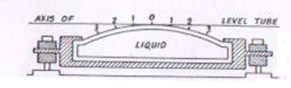 AXIS OF LEVEL TUBE
3 2 1 0 1 2 3
LIQUID